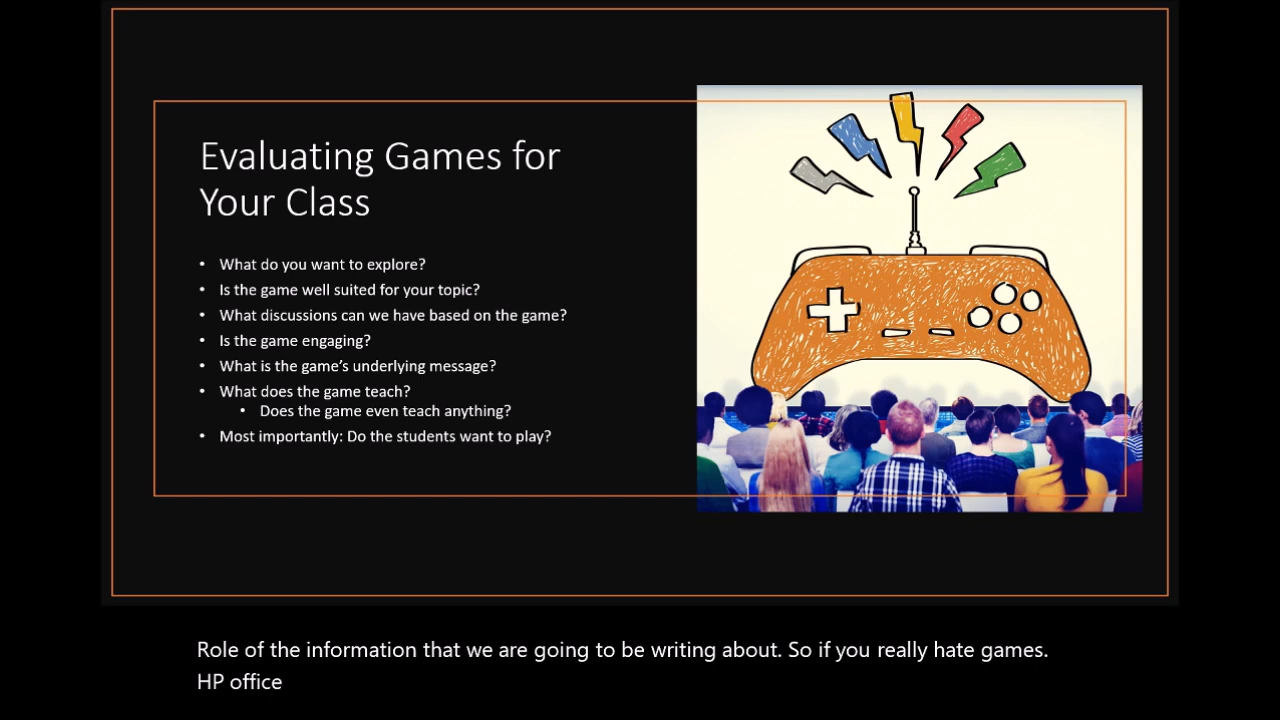 Evaluating Games for
Your Class
• What do you want to explore?
• Is the game well suited for your topic?
• What discussions can we have based on the game?
• Is the game engaging?
• What is the game’s underlying message?
• What does the game teach?
• Does the game even teach anything?
• Most importantly: Do the students want to play?
Role of the information that we are going to be writing about. So if you really hate games.
HP office